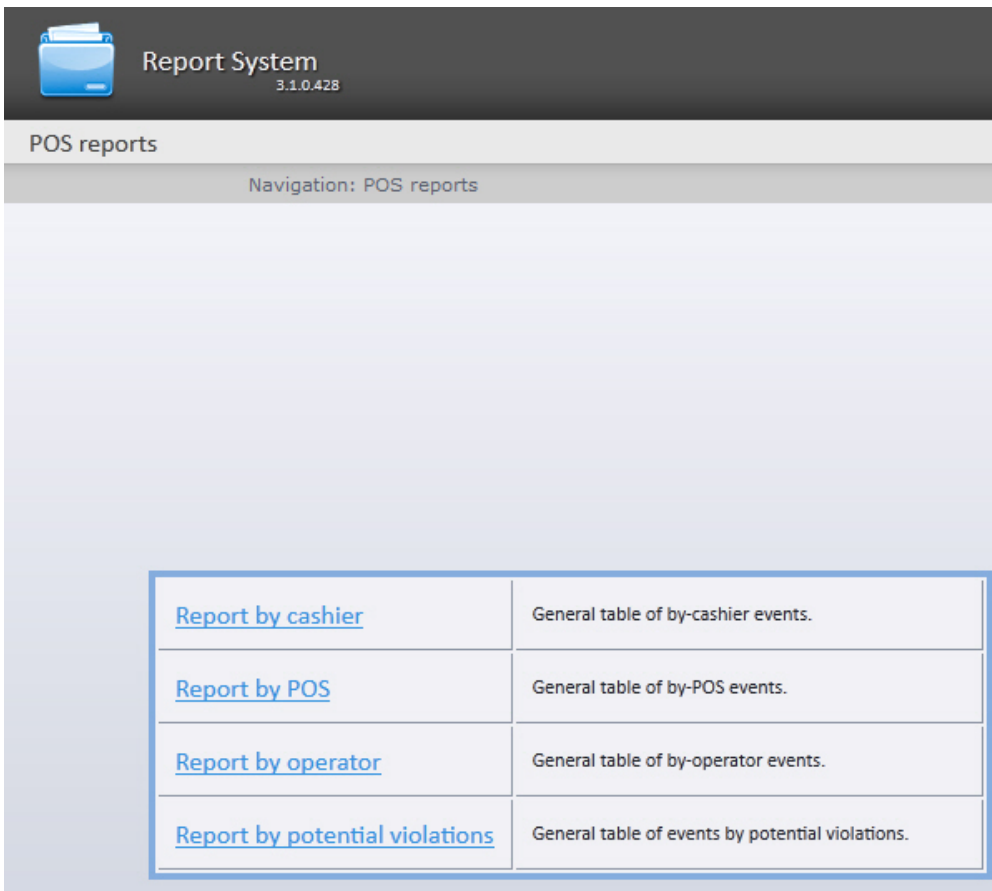 Report System
3.1.0.428
POS reports
Navigation: POS reports
Report by cashier
General table of by-cashier events.
Report by POS
General table of by-POS events.
Report by operator
General table of by-operator events.
Report by potential violations
General table of events by potential violations.